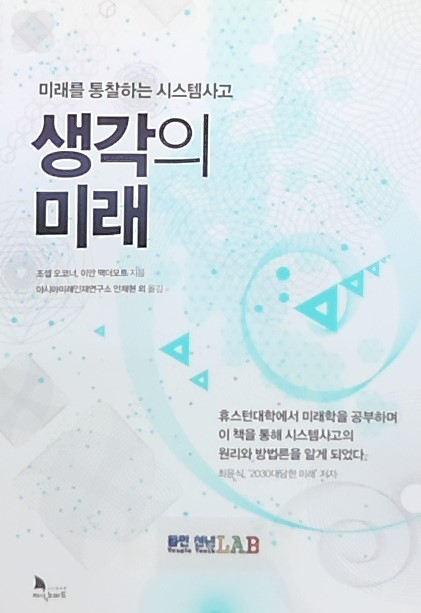 미래를 통찰하는 시스템사고
생각의
미래
조셉 오코너, 이안 맥더모트 지음
아시아미래인재연구소 안재현 외 옮김
휴스턴대학에서 미래학을 공부하며
이 책을 통해 시스템사고의
원리와 방법론을 알게 되었다.
최윤식, '2030대담한 미래' 저자
LAB